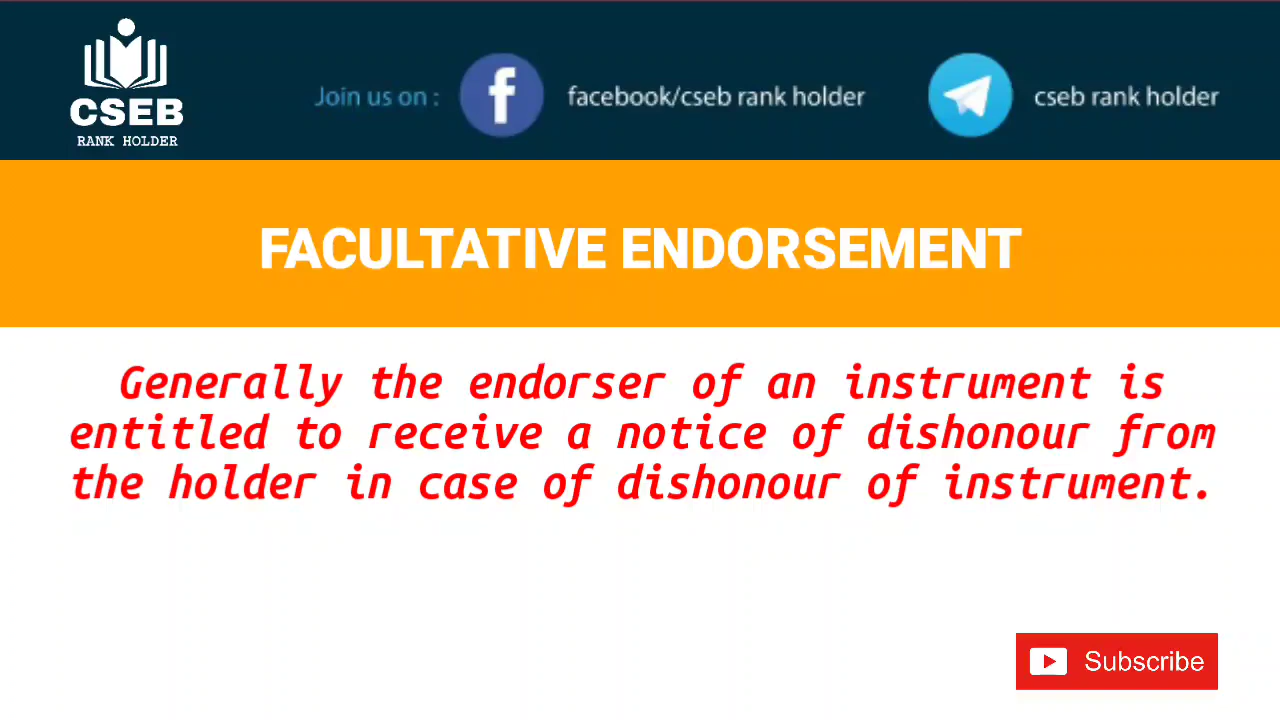 CSEB
RANK HOLDER
Join us on :
facebook/cseb rank holder
cseb rank holder
FACULTATIVE ENDORSEMENT
Generally the endorser of an instrument is
entitled to receive a notice of dishonour from
the holder in case of dishonour of instrument.
Subscribe